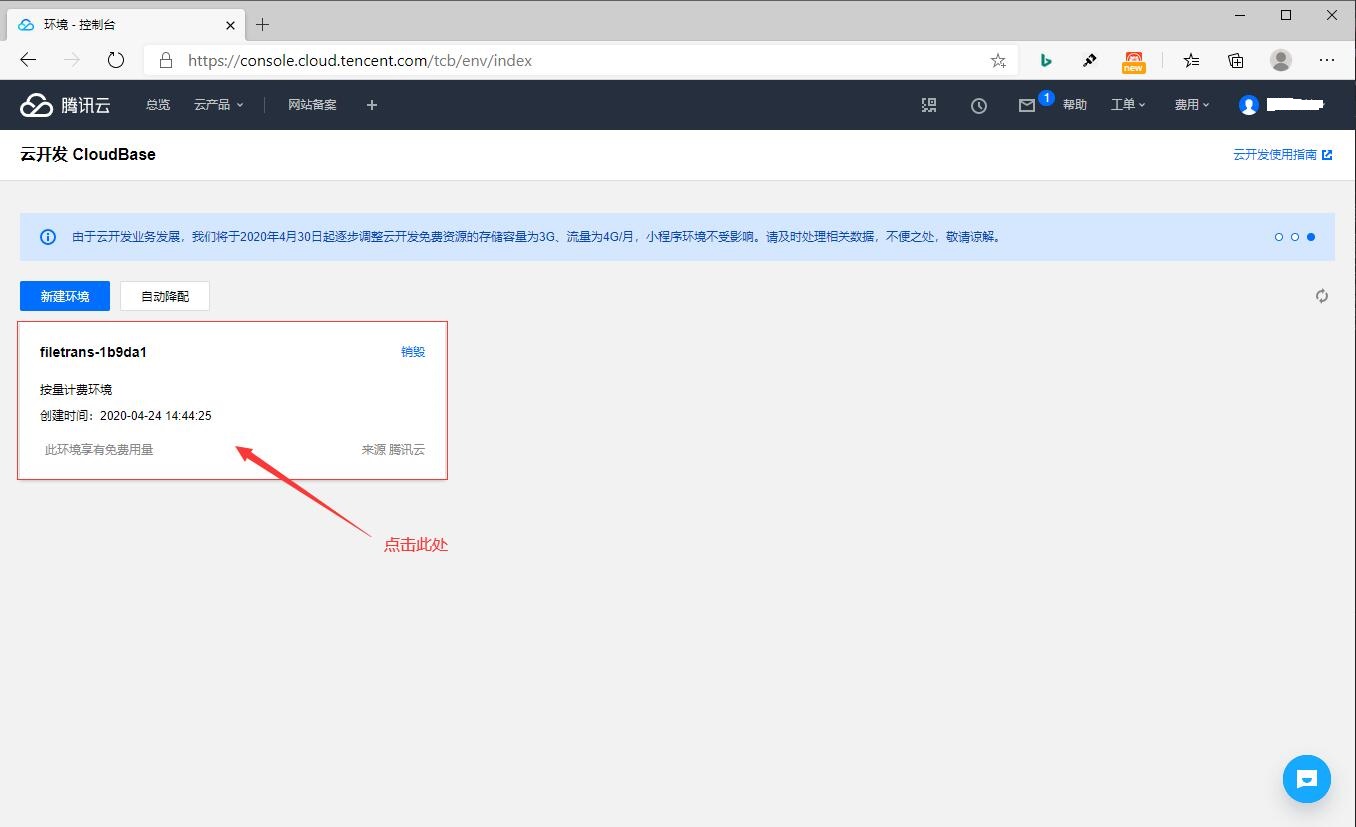 环境 - 控制台
https://console.cloud.tencent.com/tcb/env/index
new
腾讯云 总览 云产品 网站备案 1 帮助 工单 费用
云开发 CloudBase 云开发使用指南
由于云开发业务发展，我们将于2020年4月30日起逐步调整云开发免费资源的存储容量为3G、流量为4G/月，小程序环境不受影响。请及时处理相关数据，不便之处，敬请谅解。
新建环境 自动降配
filetrans-1b9da1 销毁
按量计费环境
创建时间：2020-04-24 14:44:25
此环境享有免费用量 来源 腾讯云
点击此处